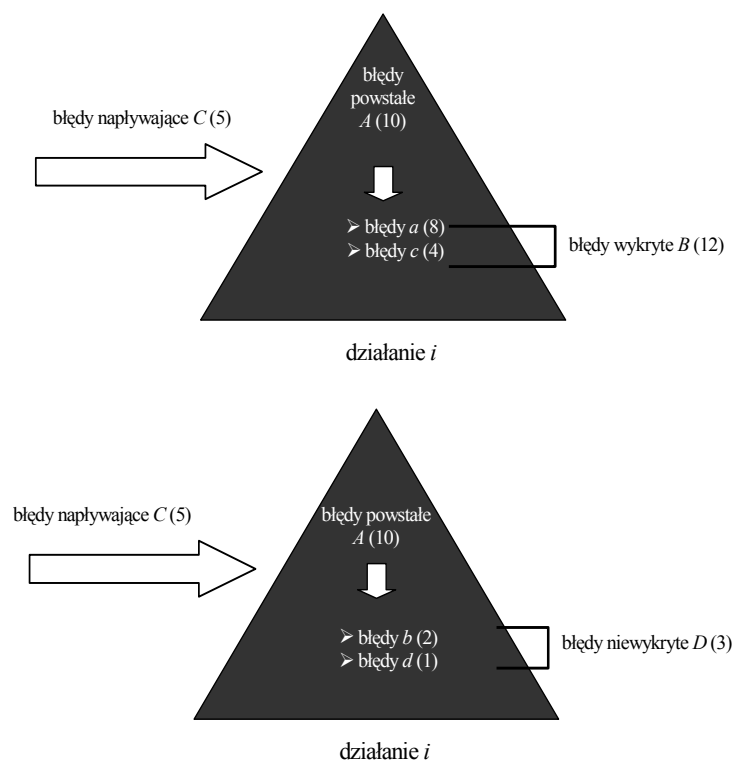 błędy
powstałe
A (10)
błędy napływające C (5)
➢ błędy a (8)
➢ błędy c (4)
błędy wykryte B (12)
działanie i
błędy napływające C (5)
błędy powstałe
A (10)
➢ błędy b (2)
➢ błędy d (1)
błędy niewykryte D (3)
działanie i